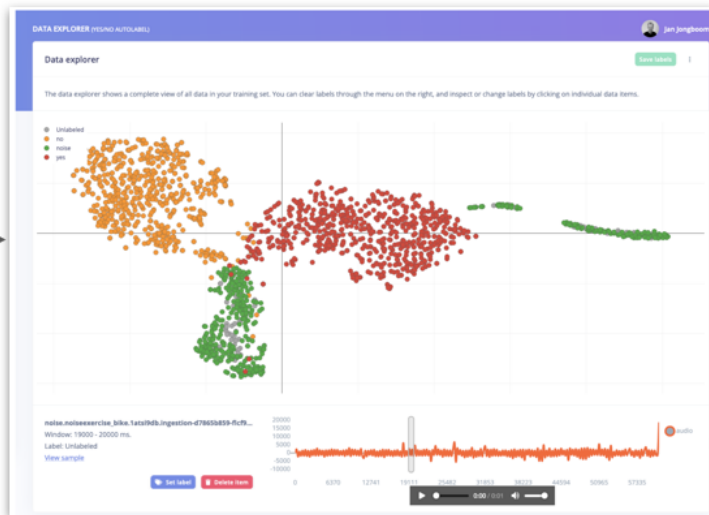 DATA EXPLORER (YES/NO AUTOLABEL)
Jan Jongboom
Data explorer
Save labels
The data explorer shows a complete view of all data in your training set. You can clear labels through the menu on the right, and inspect or change labels by clicking on individual data items.
Unlabeled
no
noise
yes
Window: 19000 - 20000 ms.
Label: Unlabeled
View sample
Set label
Delete item
20000
15000
10000
5000
0
-5000
-10000
audio
0
6370
12741
19111
25482
31853
38223
44594
50965
57335
0:00 / 0:01